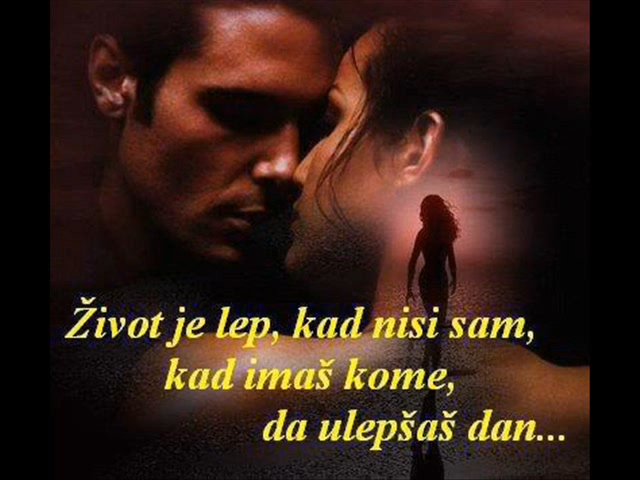 Život je lep, kad nisi sam,
kad imaš kome,
da ulepšaš dan...